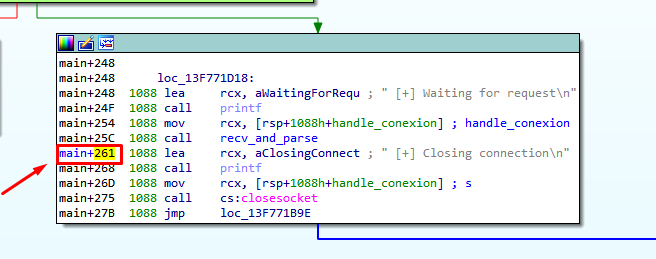 main+248
main+248 loc_13F771D18:
main+248 1088 lea rcx, aWaitingForRequ ; " [+] Waiting for request\n"
main+24F 1088 call printf
main+254 1088 mov rcx, [rsp+1088h+handle_conexion] ; handle_conexion
main+25C 1088 call recv_and_parse
main+261 1088 lea rcx, aClosingConnect ; " [+] Closing connection\n"
main+268 1088 call printf
main+26D 1088 mov rcx, [rsp+1088h+handle_conexion] ; s
main+275 1088 call cs:closesocket
main+27B 1088 jmp loc_13F771B9E